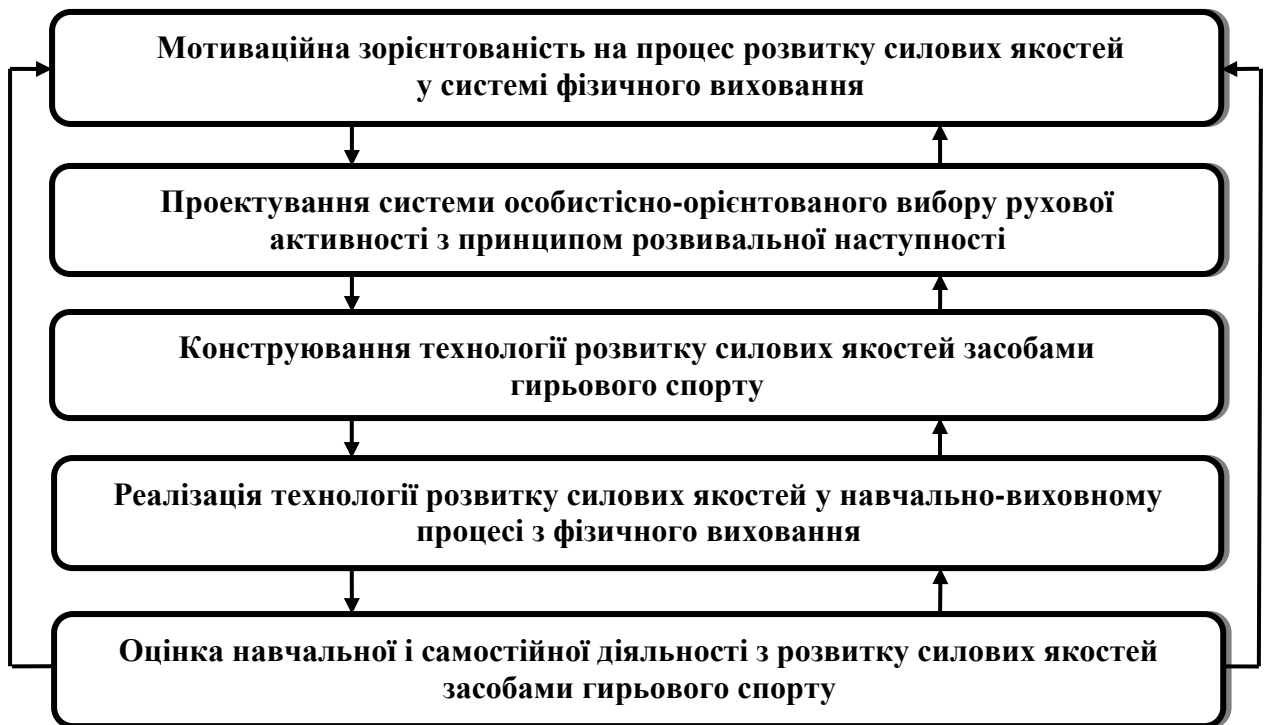 Мотиваційна зорієнтованість на процес розвитку силових якостей
у системі фізичного виховання
Проектування системи особистісно-орієнтованого вибору рухової
активності з принципом розвивальної наступності
Конструювання технології розвитку силових якостей засобами
гирьового спорту
Реалізація технології розвитку силових якостей у навчально-виховному
процесі з фізичного виховання
Оцінка навчальної і самостійної діяльності з розвитку силових якостей
засобами гирьового спорту